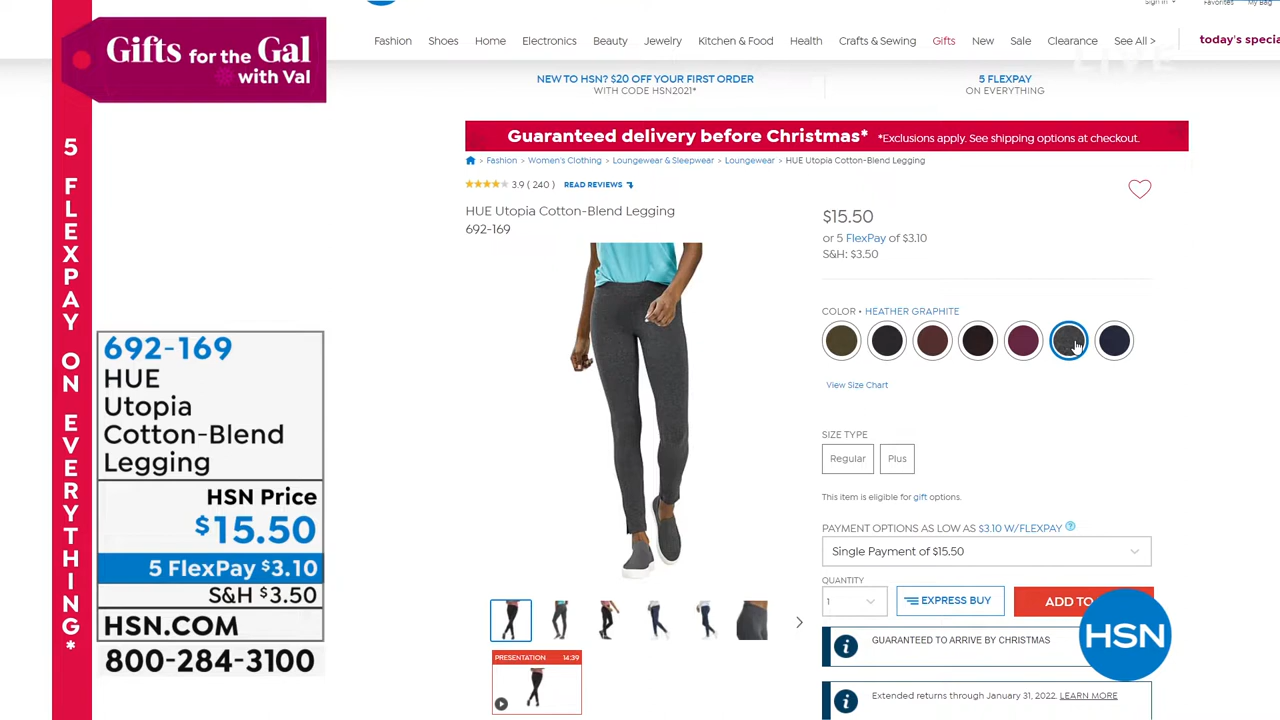 Sign In
Favorites
My Bag
Gifts for the Gal
with Val
Fashion
Shoes
Home
Electronics
Beauty
Jewelry
Kitchen & Food
Health
Crafts & Sewing
Gifts
New
Sale
Clearance
See All >
today's specia
LIVE
NEW TO HSN? $20 OFF YOUR FIRST ORDER
WITH CODE HSN2021*
5 FLEXPAY
ON EVERYTHING
5 FLEXPAY ON EVERYTHING*
Guaranteed delivery before Christmas* *Exclusions apply. See shipping options at checkout.
> Fashion > Women's Clothing > Loungewear & Sleepwear > Loungewear > HUE Utopia Cotton-Blend Legging
3.9 ( 240 ) READ REVIEWS
HUE Utopia Cotton-Blend Legging
692-169
$15.50
or 5 FlexPay of $3.10
S&H: $3.50
COLOR • HEATHER GRAPHITE
View Size Chart
SIZE TYPE
Regular
Plus
This item is eligible for gift options.
PAYMENT OPTIONS AS LOW AS $3.10 W/FLEXPAY ?
Single Payment of $15.50
QUANTITY
1
EXPRESS BUY
ADD TO
GUARANTEED TO ARRIVE BY CHRISTMAS
Extended returns through January 31, 2022. LEARN MORE
PRESENTATION 14:39
692-169
HUE
Utopia
Cotton-Blend
Legging
HSN Price
$15.50
5 FlexPay $3.10
S&H $3.50
HSN.COM
800-284-3100
HSN